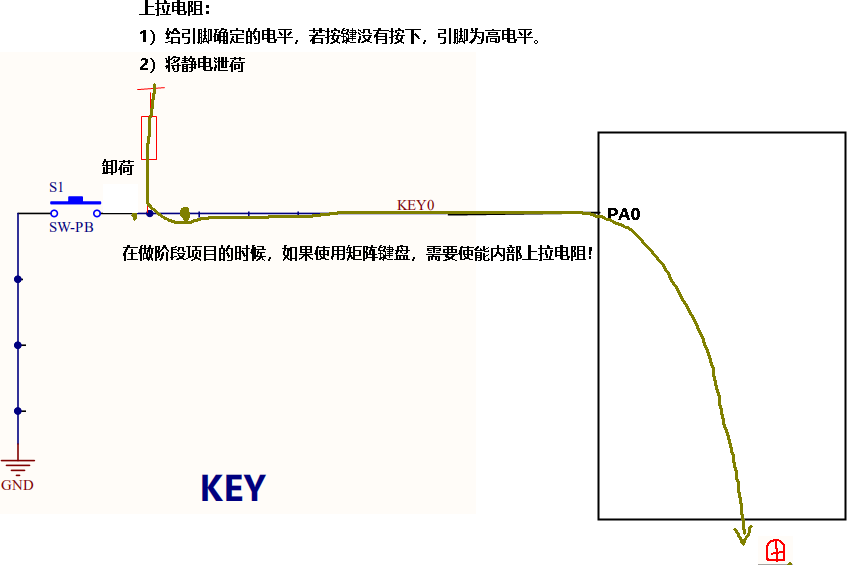 上拉电阻：
1）给引脚确定的电平，若按键没有按下，引脚为高电平。
2）将静电泄荷
卸荷
S1
SW-PB
KEY0
PA0
在做阶段项目的时候，如果使用矩阵键盘，需要使能内部上拉电阻！
GND
KEY